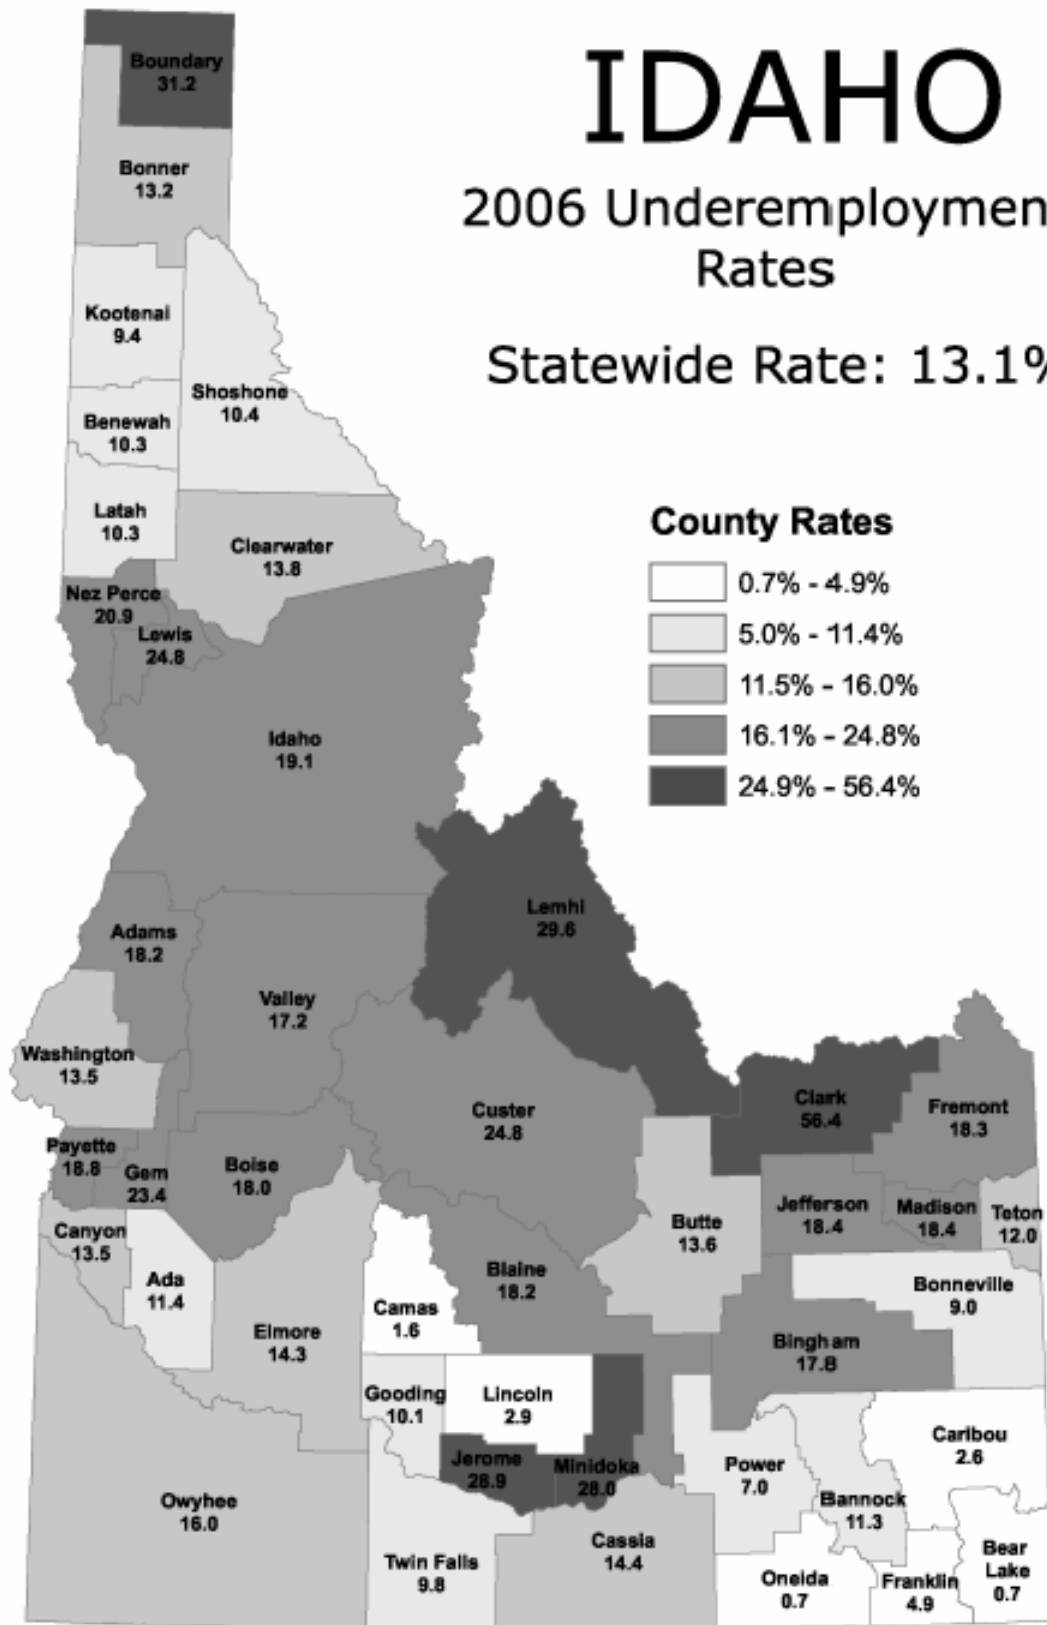 IDAHO
2006 Underemploymen
Rates
Statewide Rate: 13.1%
County Rates
0.7% - 4.9%
5.0% - 11.4%
11.5% - 16.0%
16.1% - 24.8%
24.9% - 56.4%
Boundary
31.2
Bonner
13.2
Kootenai
9.4
Shoshone
10.4
Benewah
10.3
Latah
10.3
Clearwater
13.8
Nez Perce
20.9
Lewis
24.8
Idaho
19.1
Lemhi
29.6
Adams
18.2
Valley
17.2
Washington
13.5
Custer
24.8
Clark
56.4
Fremont
18.3
Payette
18.8
Gem
23.4
Boise
18.0
Jefferson
18.4
Madison
18.4
Teton
12.0
Butte
13.6
Canyon
13.5
Ada
11.4
Blaine
18.2
Bonneville
9.0
Camas
1.6
Elmore
14.3
Bingham
17.8
Gooding
10.1
Lincoln
2.9
Caribou
2.6
Jerome
28.9
Minidoka
28.0
Power
7.0
Bannock
11.3
Owyhee
16.0
Cassia
14.4
Twin Falls
9.8
Oneida
0.7
Franklin
4.9
Bear
Lake
0.7